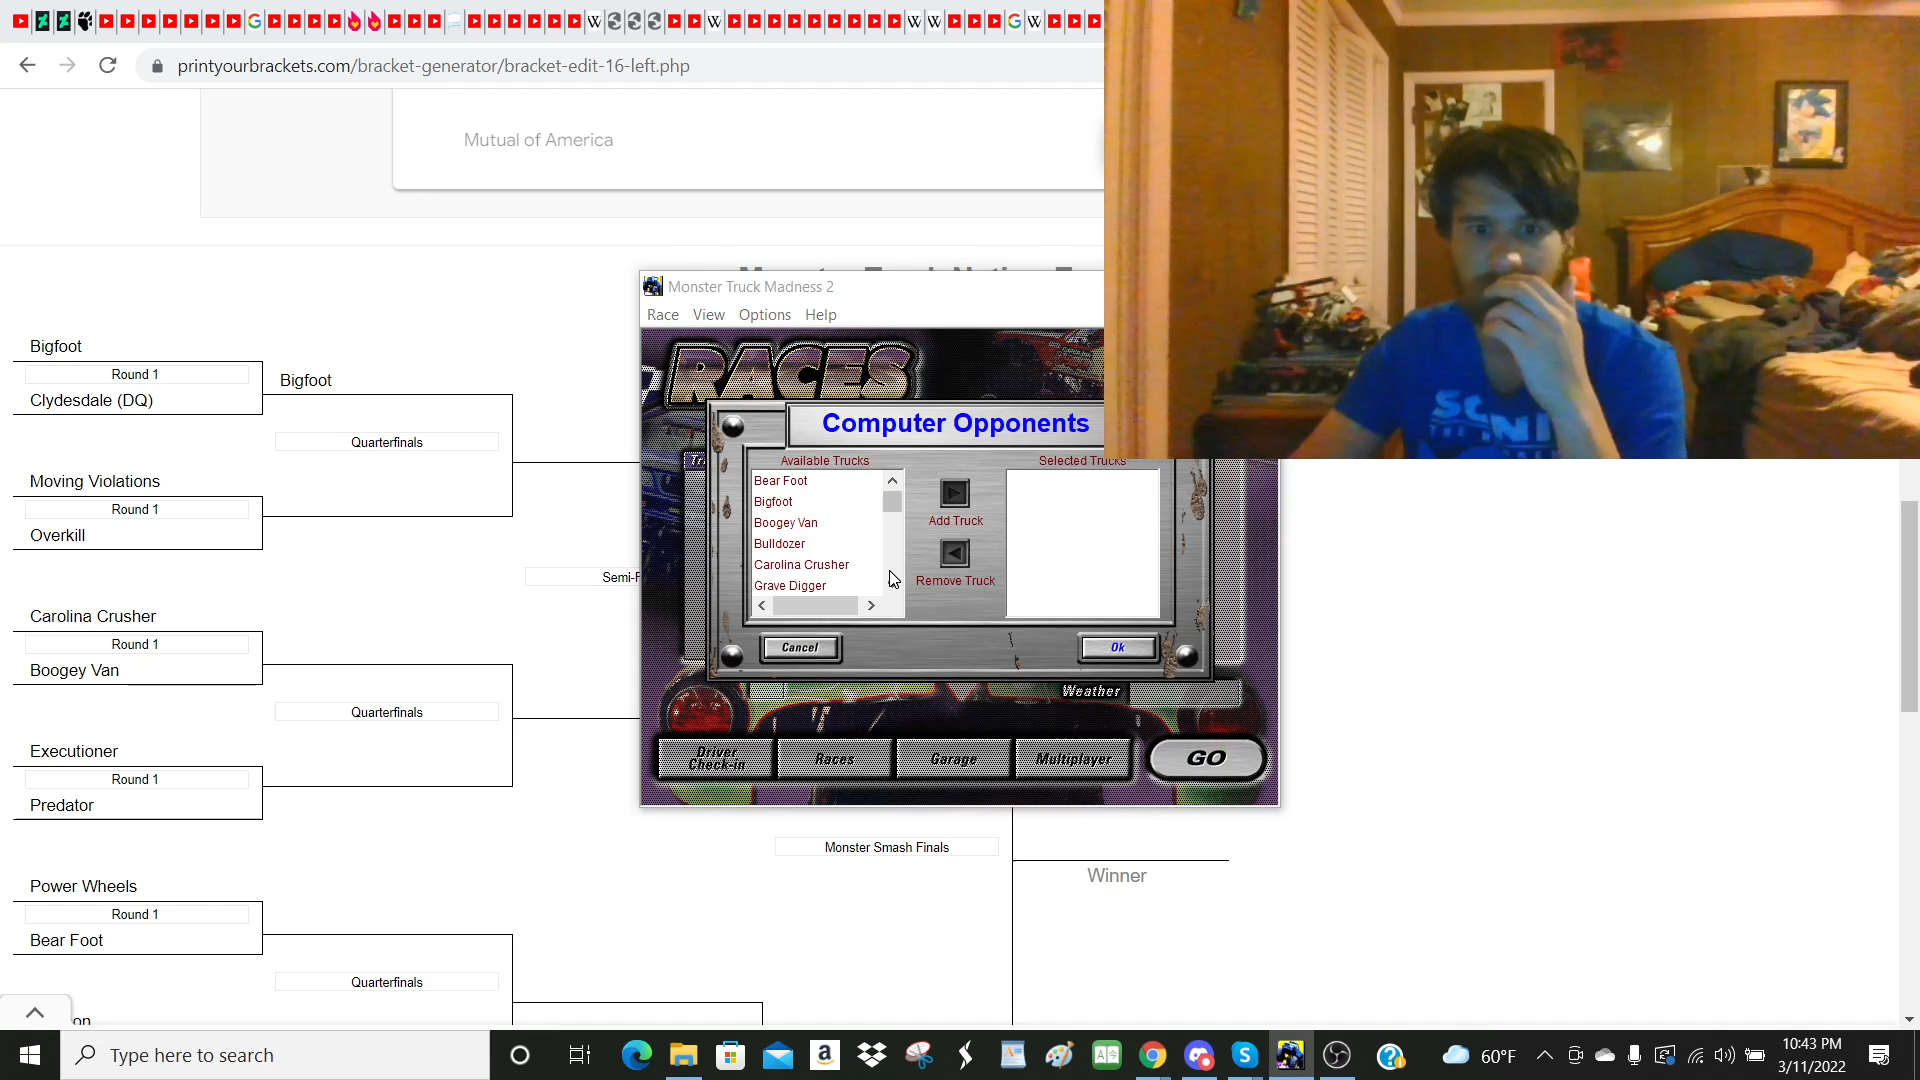 printyourbrackets.com/bracket-generator/bracket-edit-16-left.php
Mutual of America
Bigfoot
Round 1
Clydesdale (DQ)
Bigfoot
Quarterfinals
Moving Violations
Round 1
Overkill
Semi-F
Carolina Crusher
Round 1
Boogey Van
Quarterfinals
Executioner
Round 1
Predator
Power Wheels
Round 1
Bear Foot
Quarterfinals
on
Monster Smash Finals
Winner
Monster Truck Madness 2
Race View Options Help
RACES
Computer Opponents
Available Trucks
Selected Trucks
Bear Foot
Bigfoot
Boogey Van
Bulldozer
Carolina Crusher
Grave Digger
Add Truck
Remove Truck
Cancel
Ok
Weather
Driver Check-in
Races
Garage
Multiplayer
GO
Type here to search
60°F
10:43 PM
3/11/2022